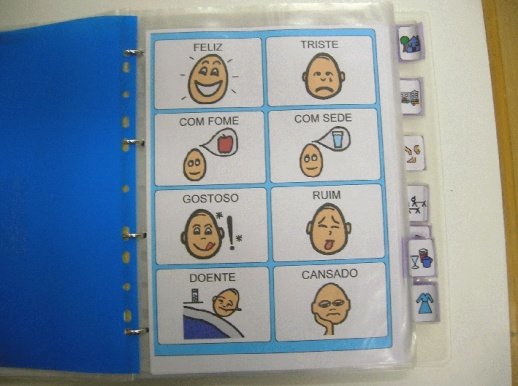 FELIZ
TRISTE
COM FOME
COM SEDE
GOSTOSO
RUIM
DOENTE
CANSADO